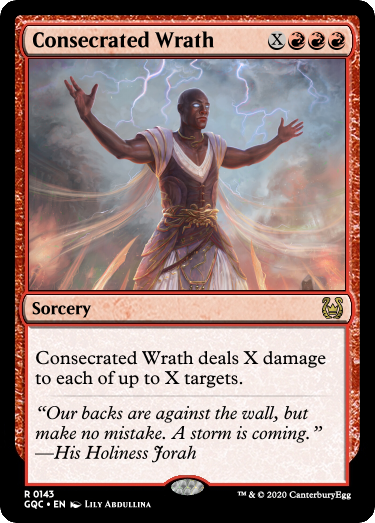 Consecrated Wrath X
Sorcery
Consecrated Wrath deals X damage
to each of up to X targets.
“Our backs are against the wall, but
make no mistake. A storm is coming.”
—His Holiness Jorah
R 0143
GQC • EN Lily Abdullina
™ & © 2020 CanterburyEgg